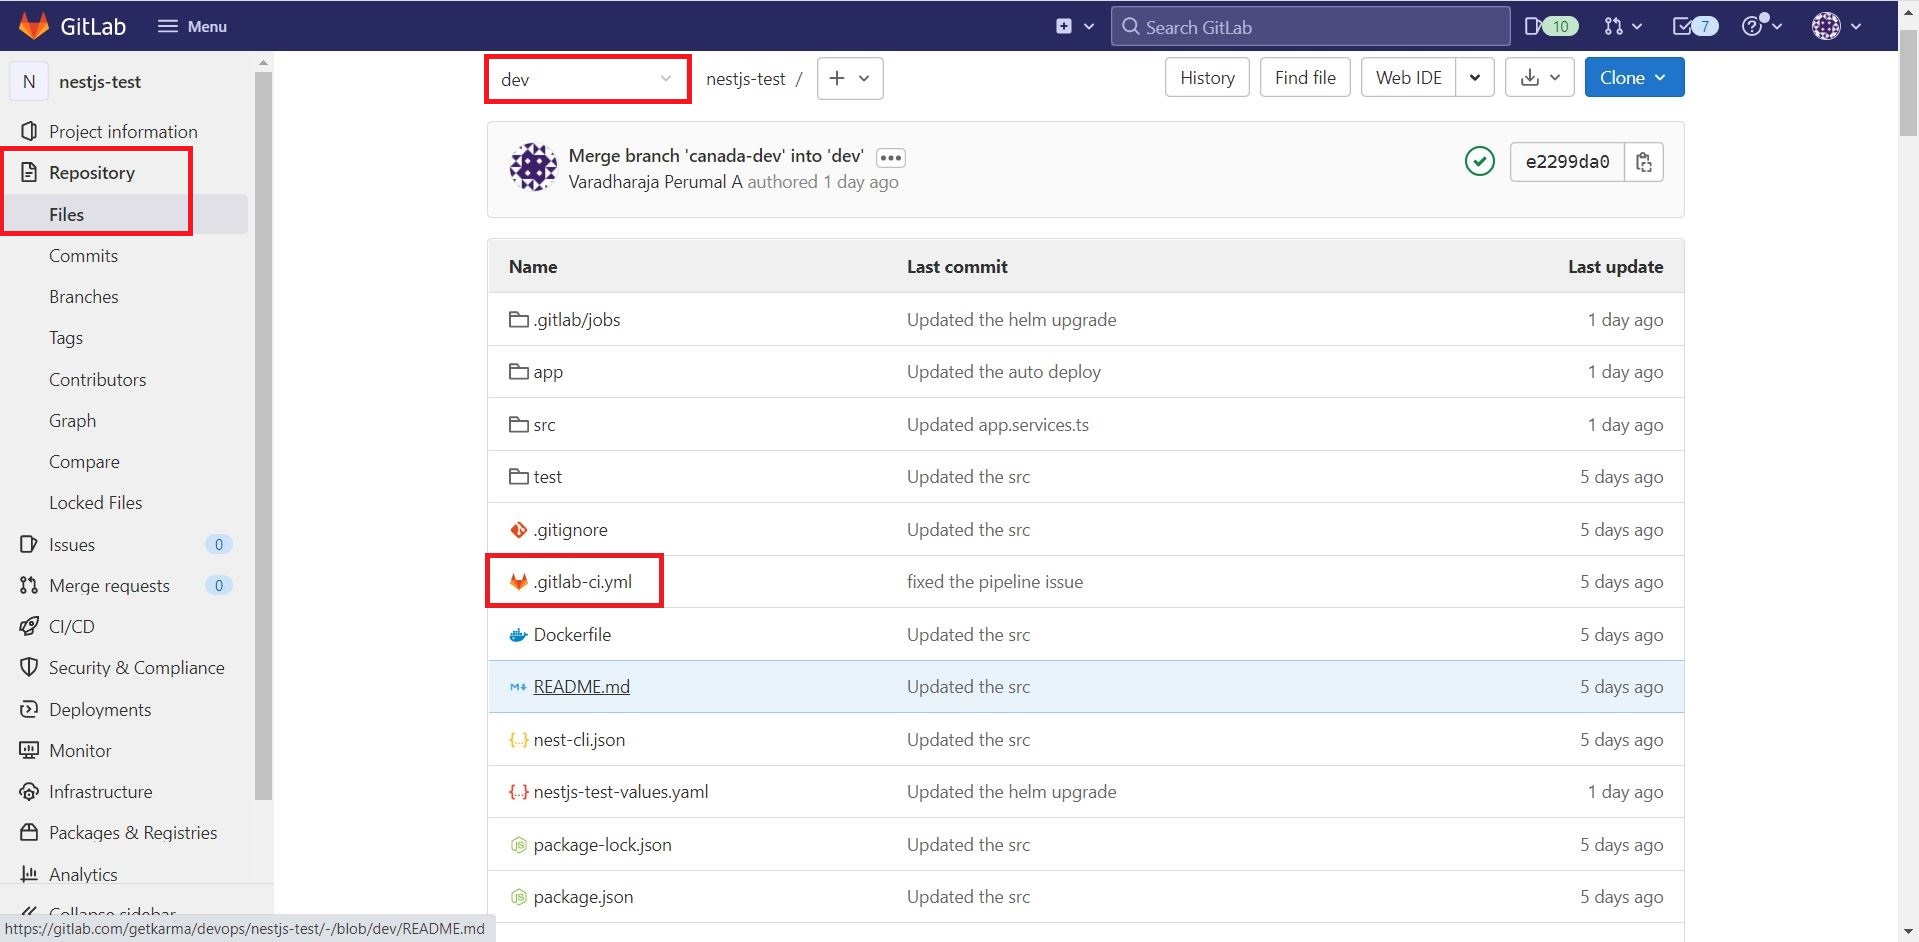 GitLab
Menu
Search GitLab
10
7
N
nestjs-test
Project information
Repository
Files
Commits
Branches
Tags
Contributors
Graph
Compare
Locked Files
Issues 0
Merge requests 0
CI/CD
Security & Compliance
Deployments
Monitor
Infrastructure
Packages & Registries
Analytics
Collapse sidebar
https://gitlab.com/getkarma/devops/nestjs-test/-/blob/dev/README.md
dev
nestjs-test /
History
Find file
Web IDE
Clone
Merge branch 'canada-dev' into 'dev'
Varadharaja Perumal A authored 1 day ago
e2299da0
Name Last commit Last update
.gitlab/jobs Updated the helm upgrade 1 day ago
app Updated the auto deploy 1 day ago
src Updated app.services.ts 1 day ago
test Updated the src 5 days ago
.gitignore Updated the src 5 days ago
.gitlab-ci.yml fixed the pipeline issue 5 days ago
Dockerfile Updated the src 5 days ago
README.md Updated the src 5 days ago
nest-cli.json Updated the src 5 days ago
nestjs-test-values.yaml Updated the helm upgrade 1 day ago
package-lock.json Updated the src 5 days ago
package.json Updated the src 5 days ago